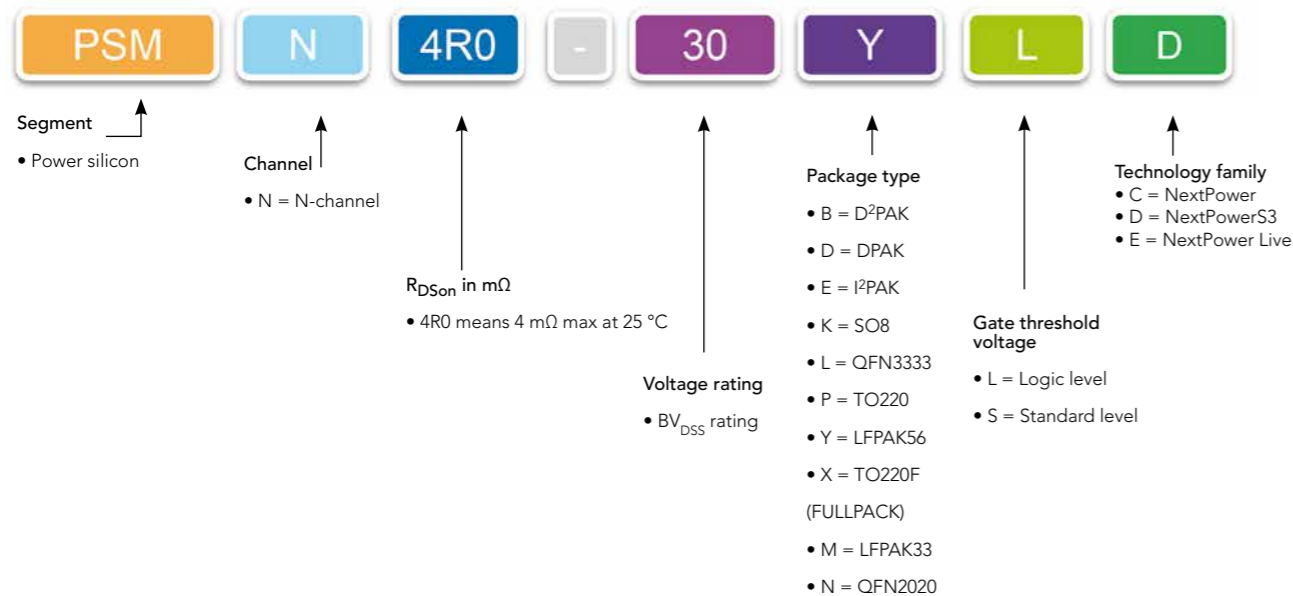 PSM N 4R0 - 30 Y L D
Segment
• Power silicon
Channel
• N = N-channel
RDSon in mΩ
• 4R0 means 4 mΩ max at 25 °C
Voltage rating
• BVDSS rating
Package type
• B = D²PAK
• D = DPAK
• E = I²PAK
• K = SO8
• L = QFN3333
• P = TO220
• Y = LFPAK56
• X = TO220F
(FULLPACK)
• M = LFPAK33
• N = QFN2020
Gate threshold
voltage
• L = Logic level
• S = Standard level
Technology family
• C = NextPower
• D = NextPowerS3
• E = NextPower Live